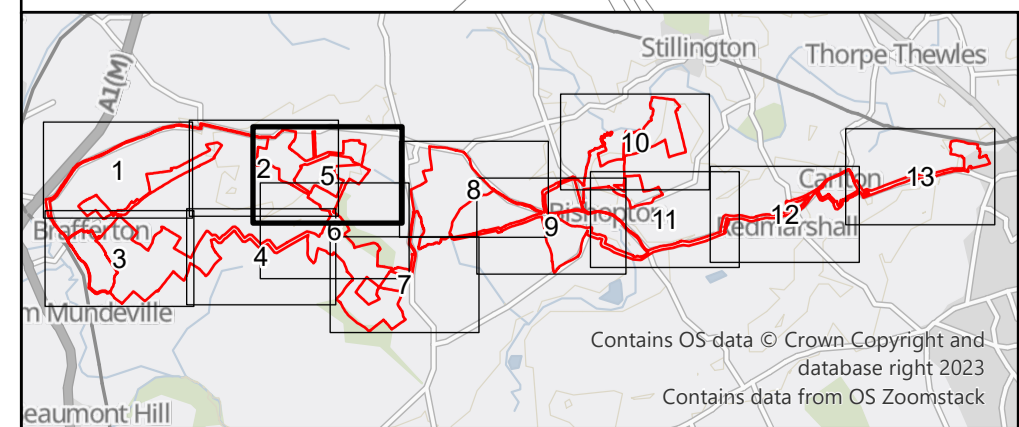 Stillington
Thorpe Thewles
A1(M)
10
1
2
5
8
Carlton
13
Brafferton
6
9
Bishopton
11
12
Redmarshall
3
4
7
m Mundeville
Contains OS data © Crown Copyright and
database right 2023
Contains data from OS Zoomstack
eaumont Hill